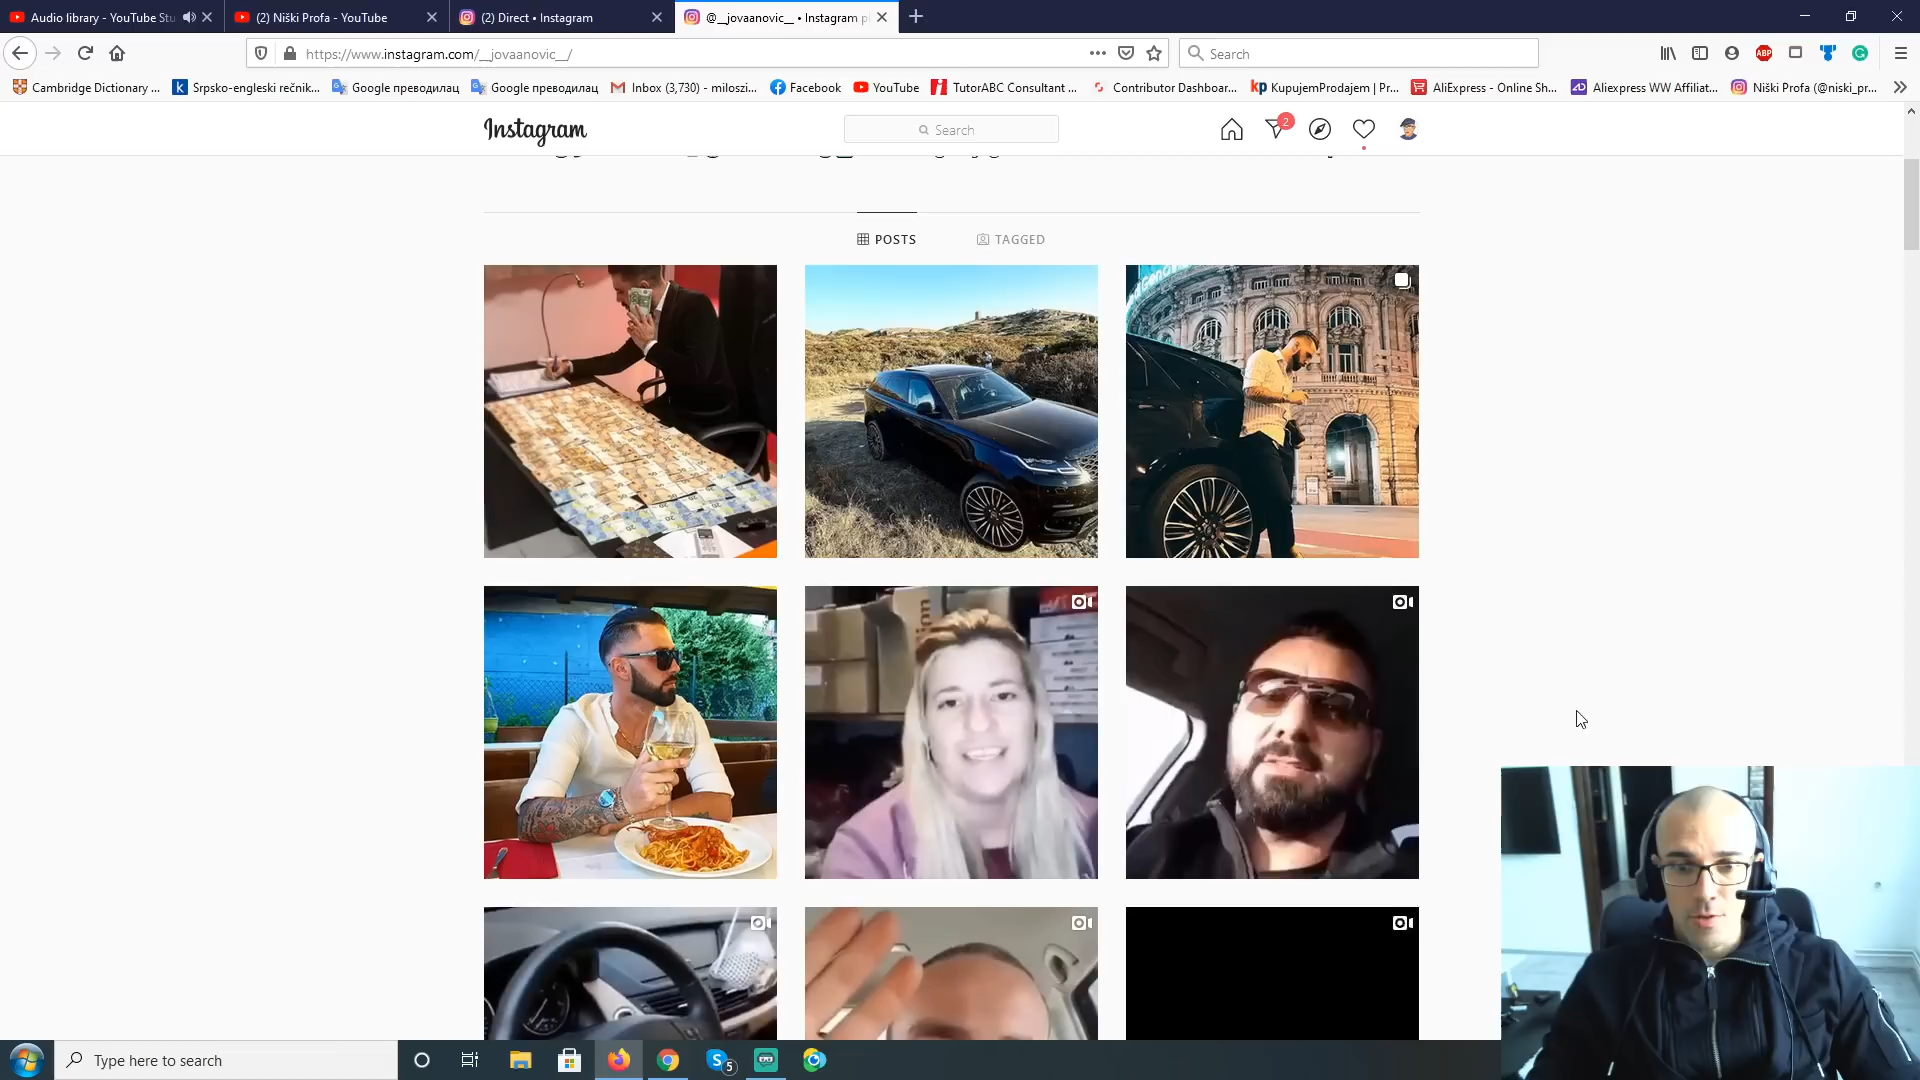 Audio library - YouTube Stu
(2) Niški Profa - YouTube
(2) Direct • Instagram
@__jovaanovic__ • Instagram p
https://www.instagram.com/__jovaanovic__/
Search
ABP
Cambridge Dictionary ...
Srpsko-engleski rečnik...
Google преводилац
Google преводилац
Inbox (3,730) - miloszi...
Facebook
YouTube
TutorABC Consultant ...
Contributor Dashboar...
KupujemProdajem | Pr...
AliExpress - Online Sh...
Aliexpress WW Affiliat...
Niški Profa (@niski_pr...
Instagram
Search
2
POSTS
TAGGED
Type here to search
5